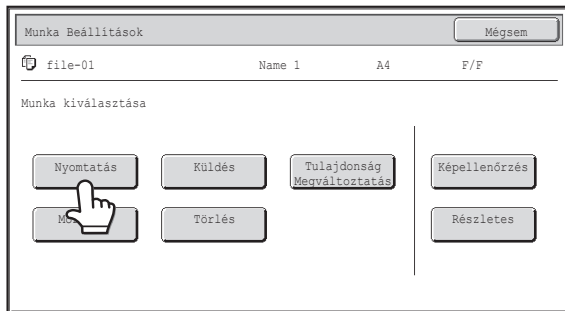 Munka Beállítások Mégsem
file-01 Name 1 A4 F/F
Munka kiválasztása
Nyomtatás Küldés Tulajdonság Megváltoztatás Képellenőrzés
Törlés Részletes